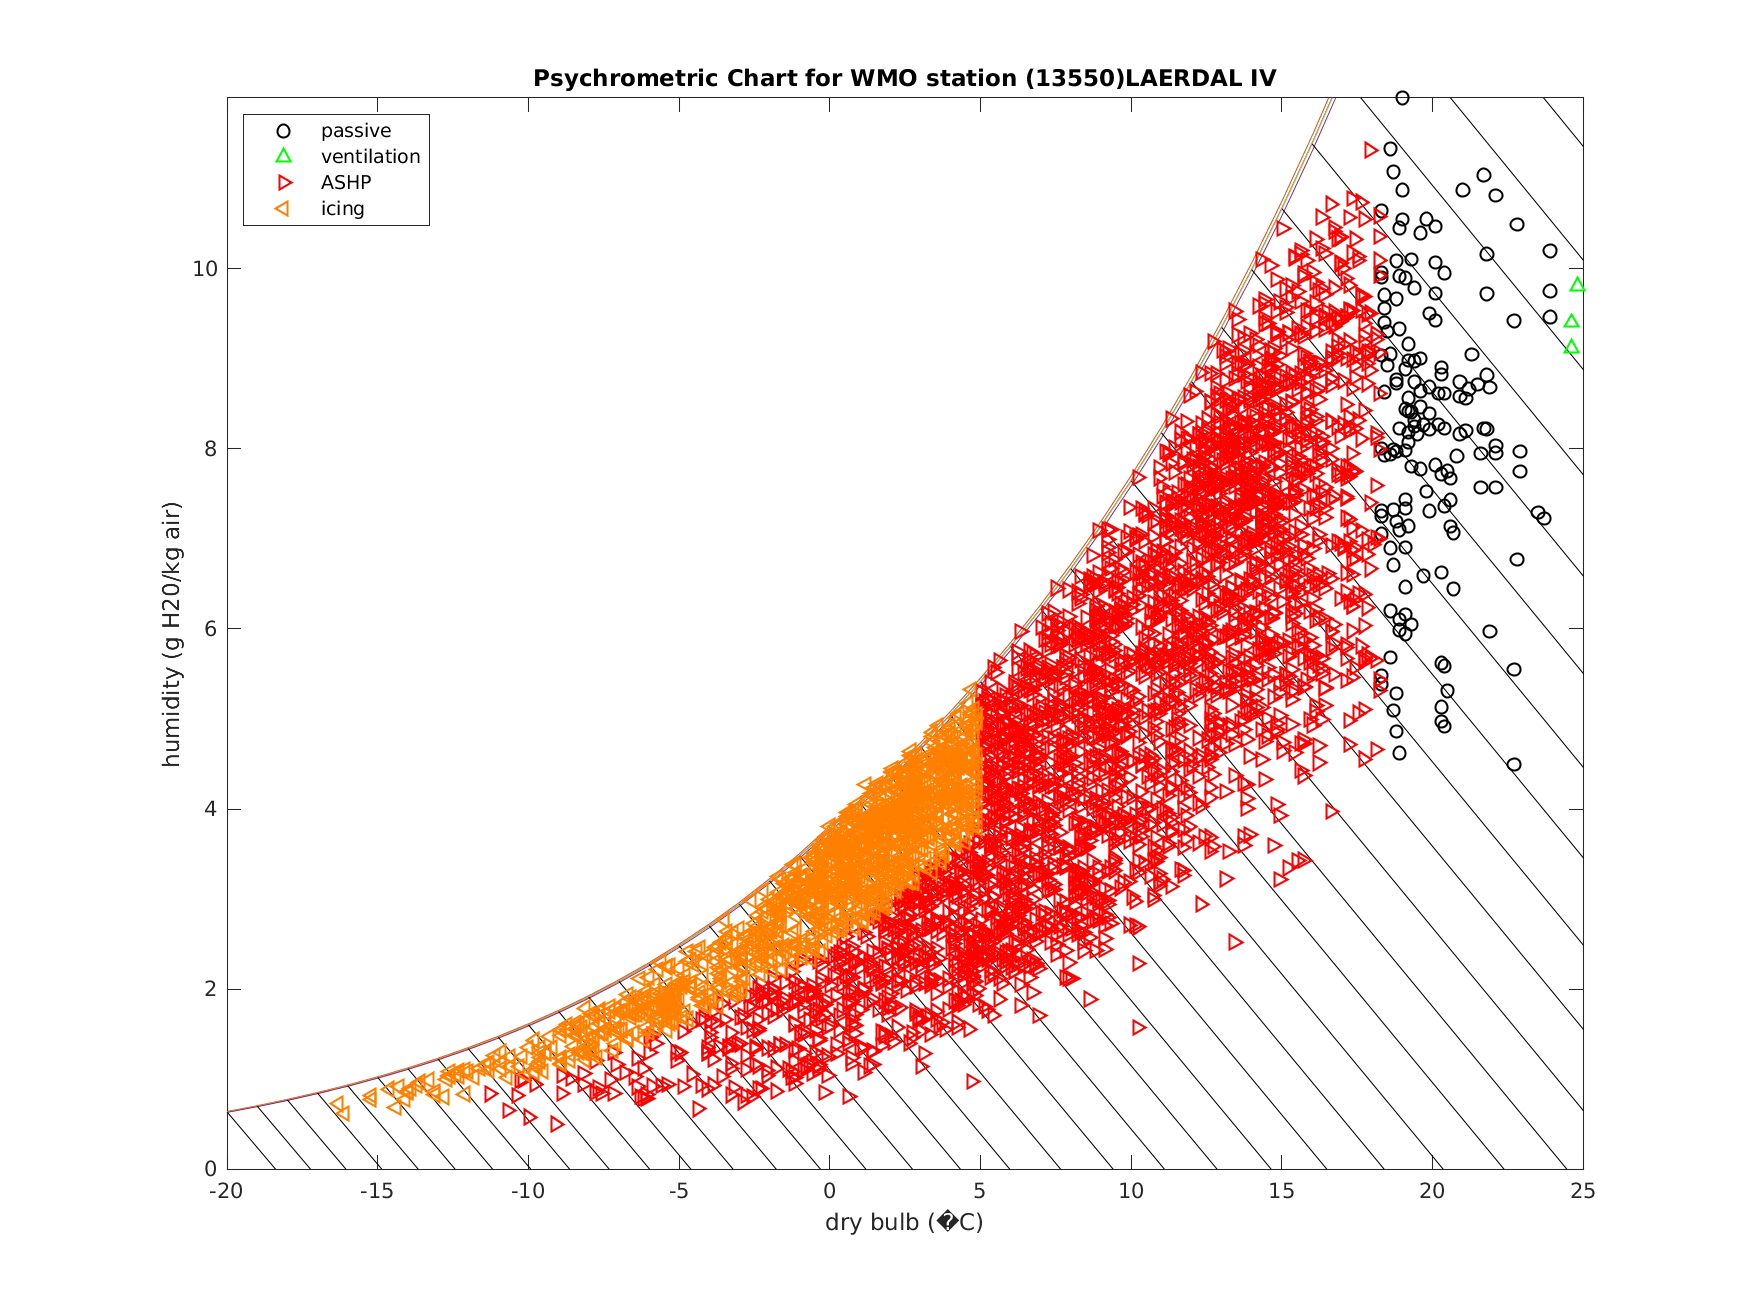 Psychrometric Chart for WMO station (13550)LAERDAL IV
passive
ventilation
ASHP
icing
humidity (g H20/kg air)
10
8
6
4
2
0
-20 -15 -10 -5 0 5 10 15 20 25
dry bulb (�C)